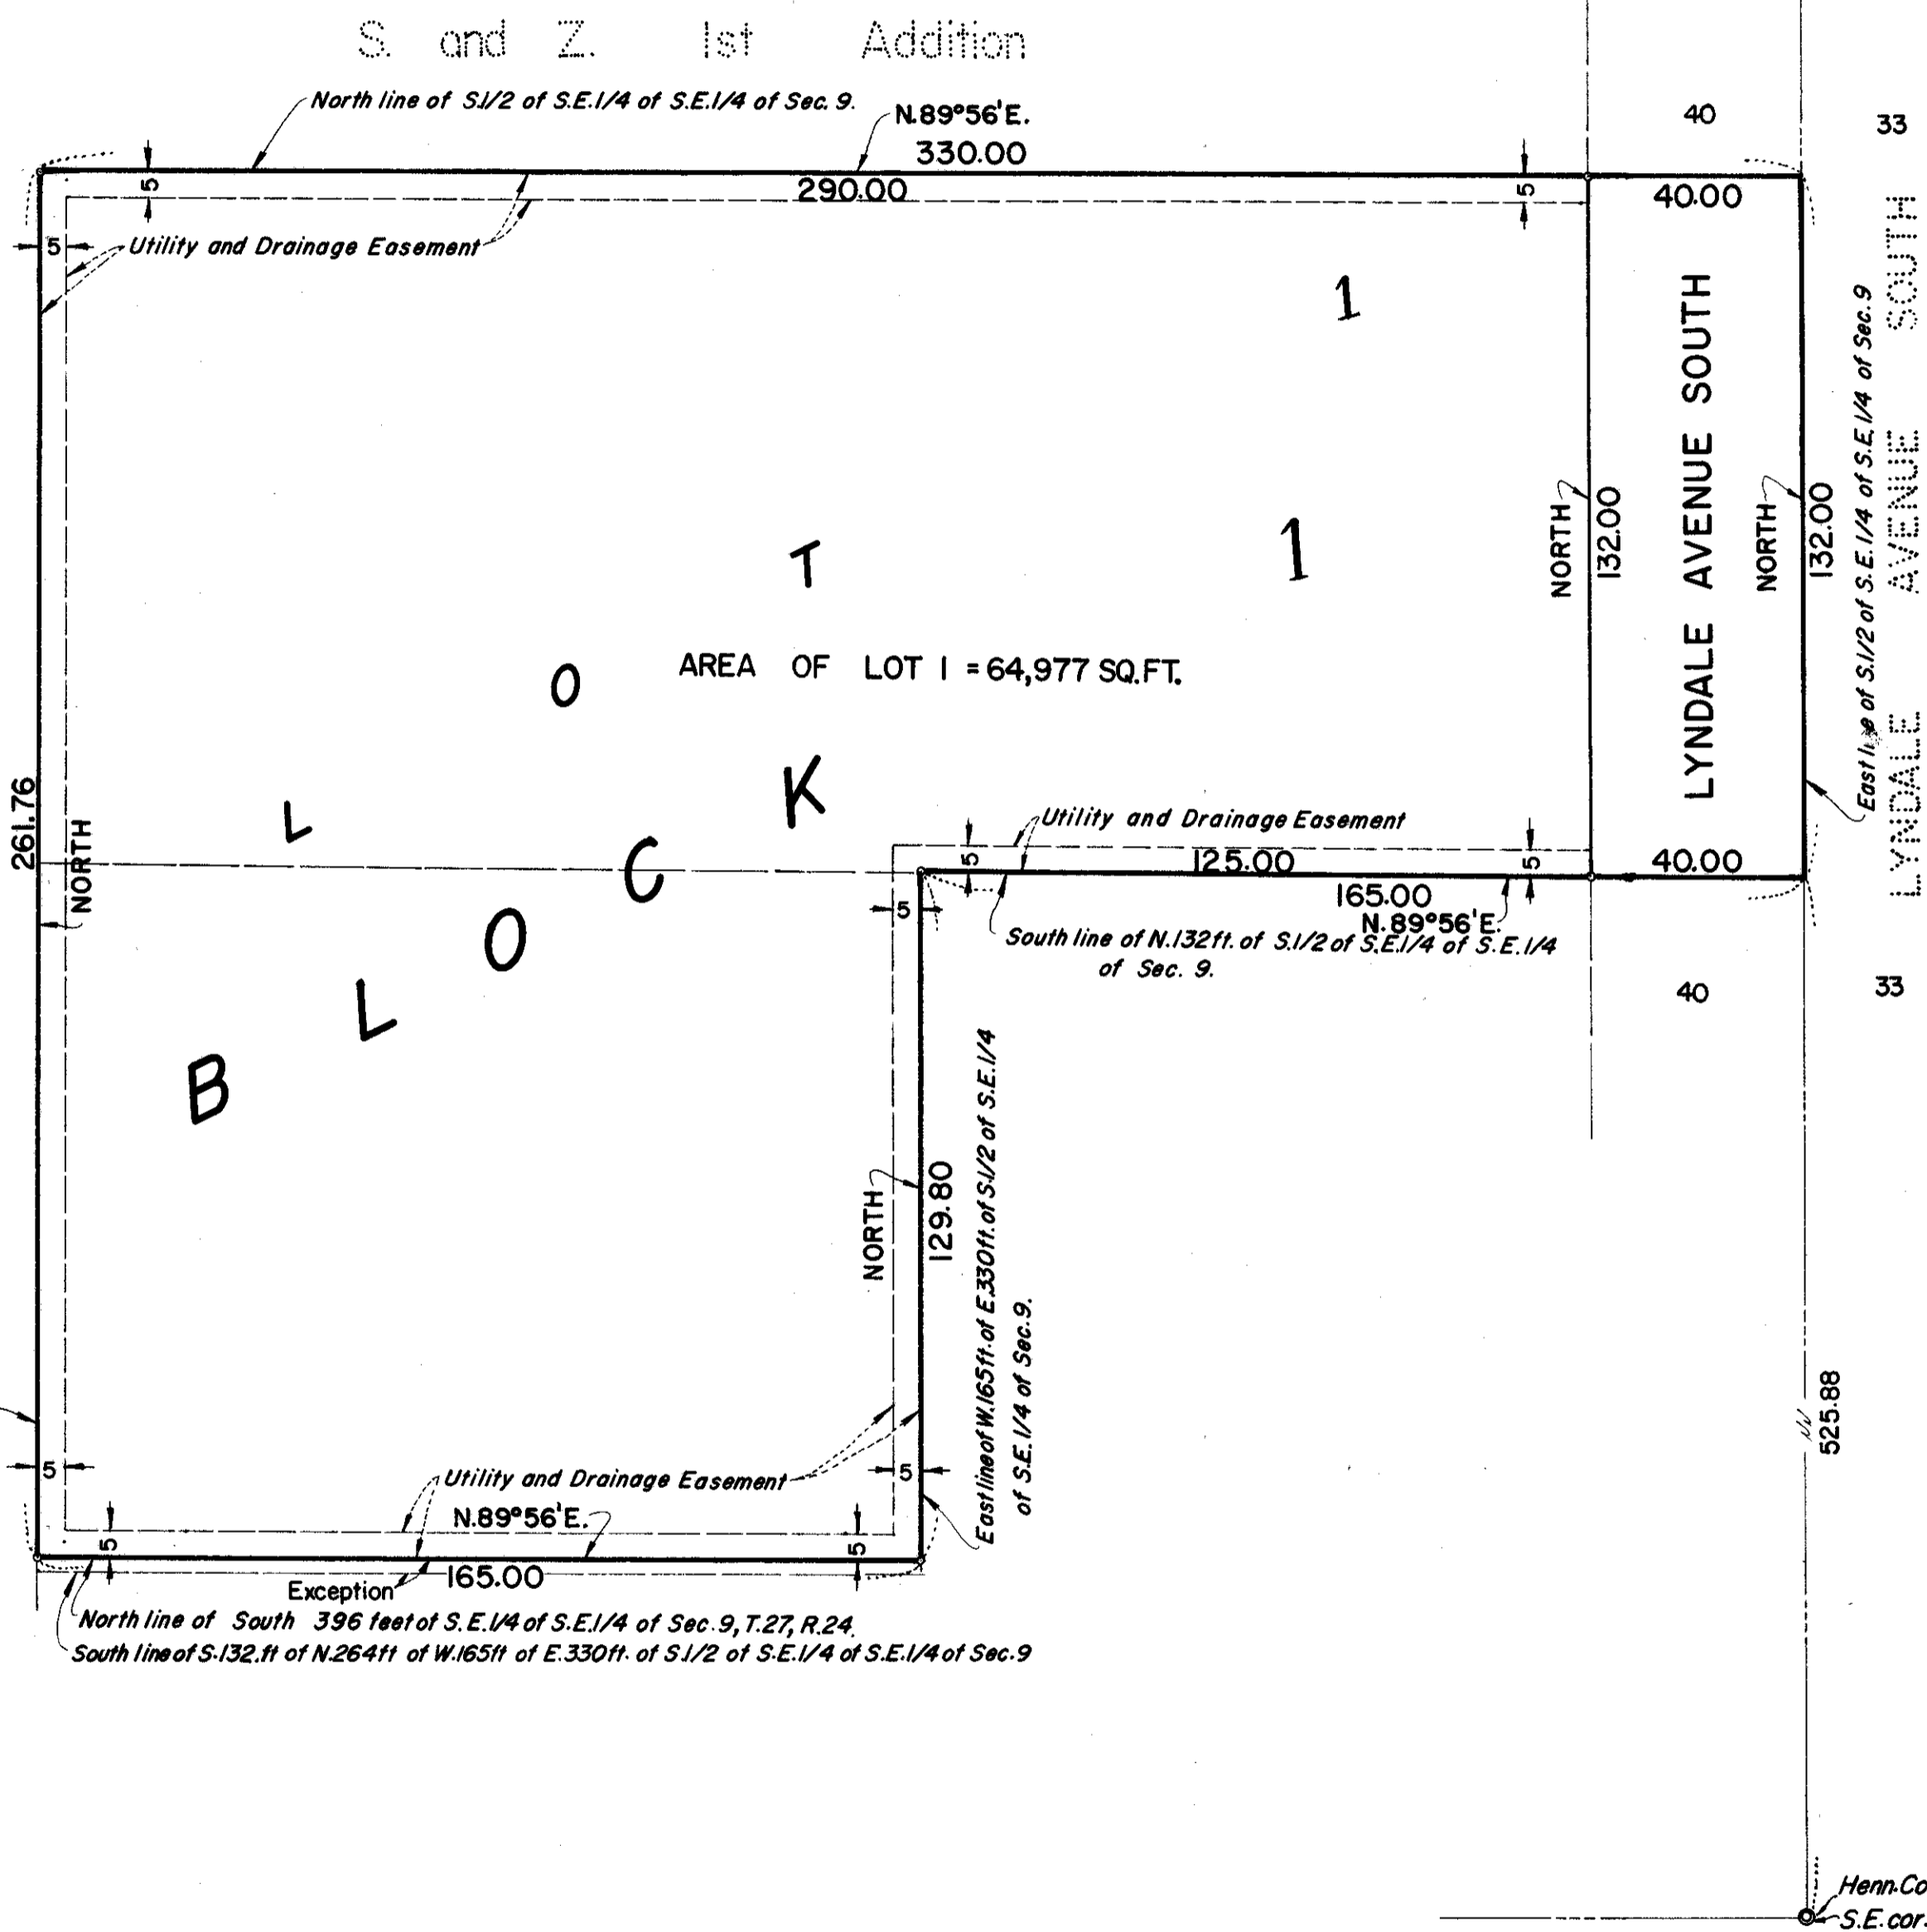 S. and Z. 1st Addition
North line of S.1/2 of S.E.1/4 of S.E.1/4 of Sec. 9.
N.89°56'E.
330.00
290.00
40
33
40.00
5
5
5
Utility and Drainage Easement
1
LYNDALE AVENUE SOUTH
LYNDALE AVENUE SOUTH
East line of S.1/2 of S.E.1/4 of S.E.1/4 of Sec.9
NORTH
132.00
NORTH
132.00
L O T 1
AREA OF LOT 1 = 64,977 SQ.FT.
B L O C K
261.76
NORTH
Utility and Drainage Easement
5
125.00
5
40.00
165.00
N.89°56'E.
5
South line of N.132ft. of S.1/2 of S.E.1/4 of S.E.1/4
of Sec. 9.
40
33
NORTH
129.80
East line of W.165ft. of E.330ft. of S.1/2 of S.E.1/4
of S.E.1/4 of Sec.9.
525.88
5
Utility and Drainage Easement
5
N.89°56'E.
5
5
165.00
Exception
North line of South 396 feet of S.E.1/4 of S.E.1/4 of Sec.9, T.27, R.24.
South line of S.132.ft of N.264ft of W.165ft of E.330ft. of S.1/2 of S.E.1/4 of S.E.1/4 of Sec.9
Henn.Co
S.E.cor.